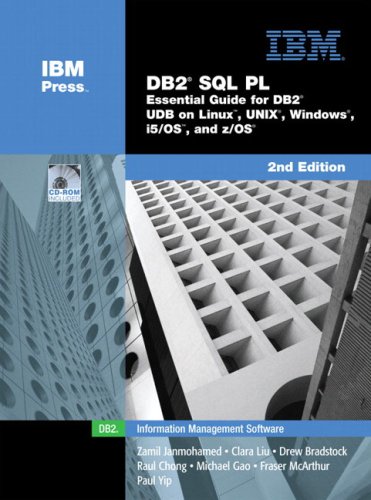 IBM
Press™
IBM
DB2® SQL PL
Essential Guide for DB2®
UDB on Linux™, UNIX®, Windows®,
i5/OS™, and z/OS®
2nd Edition
CD-ROM
INCLUDED
DB2.
Information Management Software
Zamil Janmohamed • Clara Liu • Drew Bradstock
Raul Chong • Michael Gao • Fraser McArthur
Paul Yip